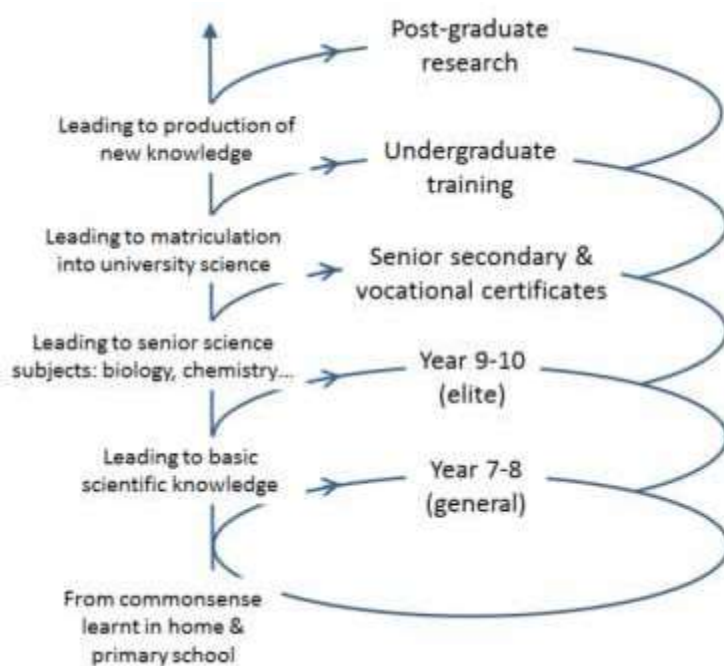 Post-graduate
research
Leading to production of
new knowledge
Undergraduate
training
Leading to matriculation
into university science
Senior secondary &
vocational certificates
Leading to senior science
subjects: biology, chemistry...
Year 9-10
(elite)
Leading to basic
scientific knowledge
Year 7-8
(general)
From commonsense
learnt in home &
primary school